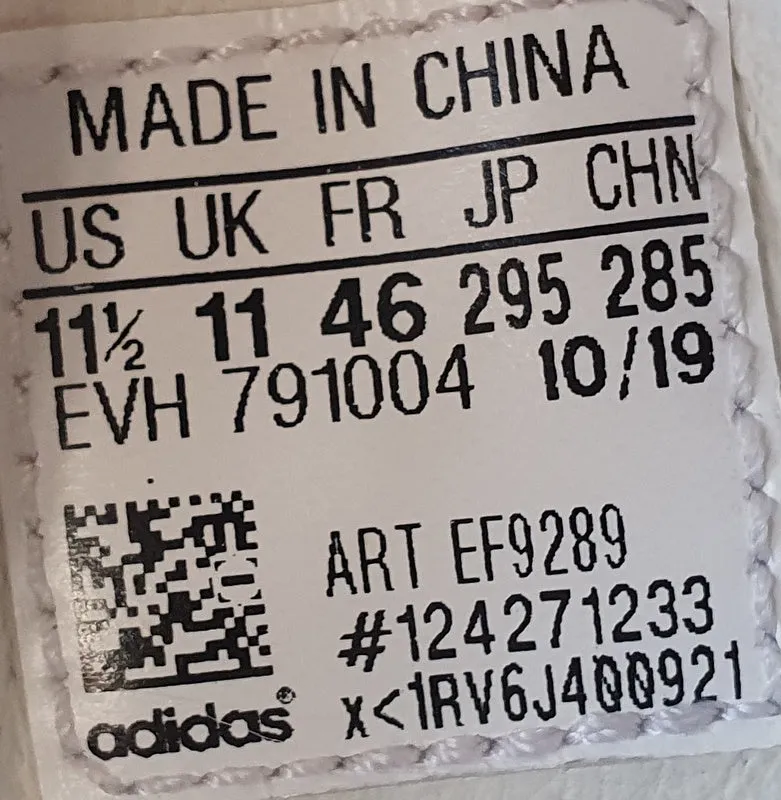 MADE IN CHINA
US UK FR JP CHN
11½ 11 46 295 285
EVH 791004 10/19
ART EF9289
#124271233
x<1RV6J400921
adidas®